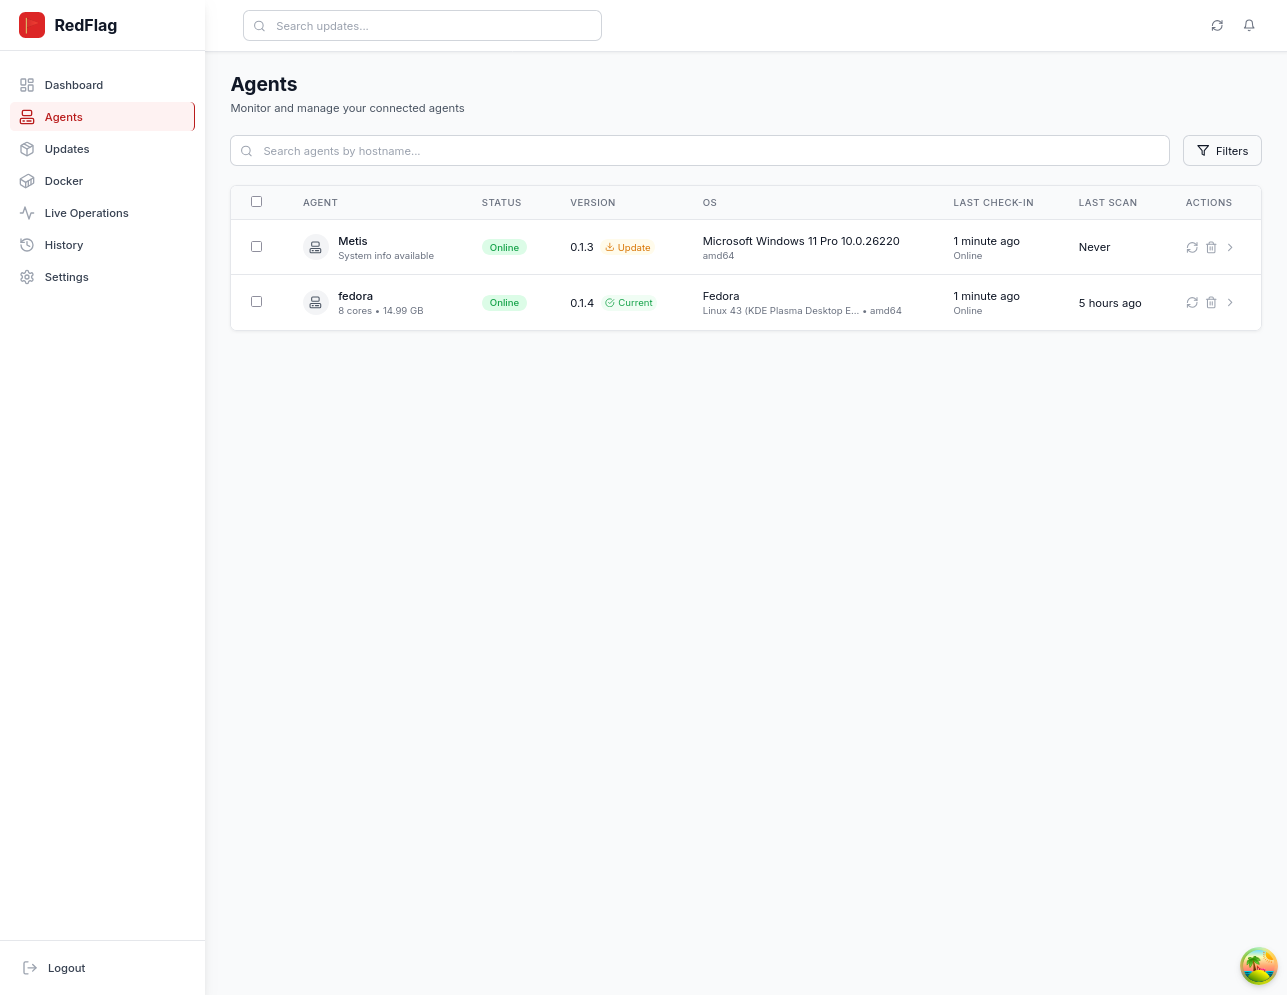 RedFlag
Search updates...
Dashboard
Agents
Updates
Docker
Live Operations
History
Settings
Logout
Agents
Monitor and manage your connected agents
Search agents by hostname...
Filters
AGENT STATUS VERSION OS LAST CHECK-IN LAST SCAN ACTIONS
Metis
System info available
Online
0.1.3 Update
Microsoft Windows 11 Pro 10.0.26220
amd64
1 minute ago
Online
Never
fedora
8 cores • 14.99 GB
Online
0.1.4 Current
Fedora
Linux 43 (KDE Plasma Desktop E... • amd64
1 minute ago
Online
5 hours ago